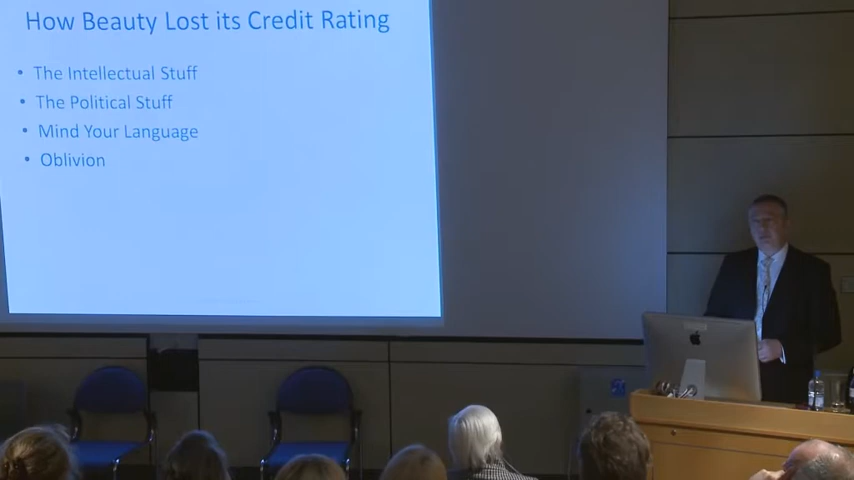 How Beauty Lost its Credit Rating
• The Intellectual Stuff
• The Political Stuff
• Mind Your Language
• Oblivion